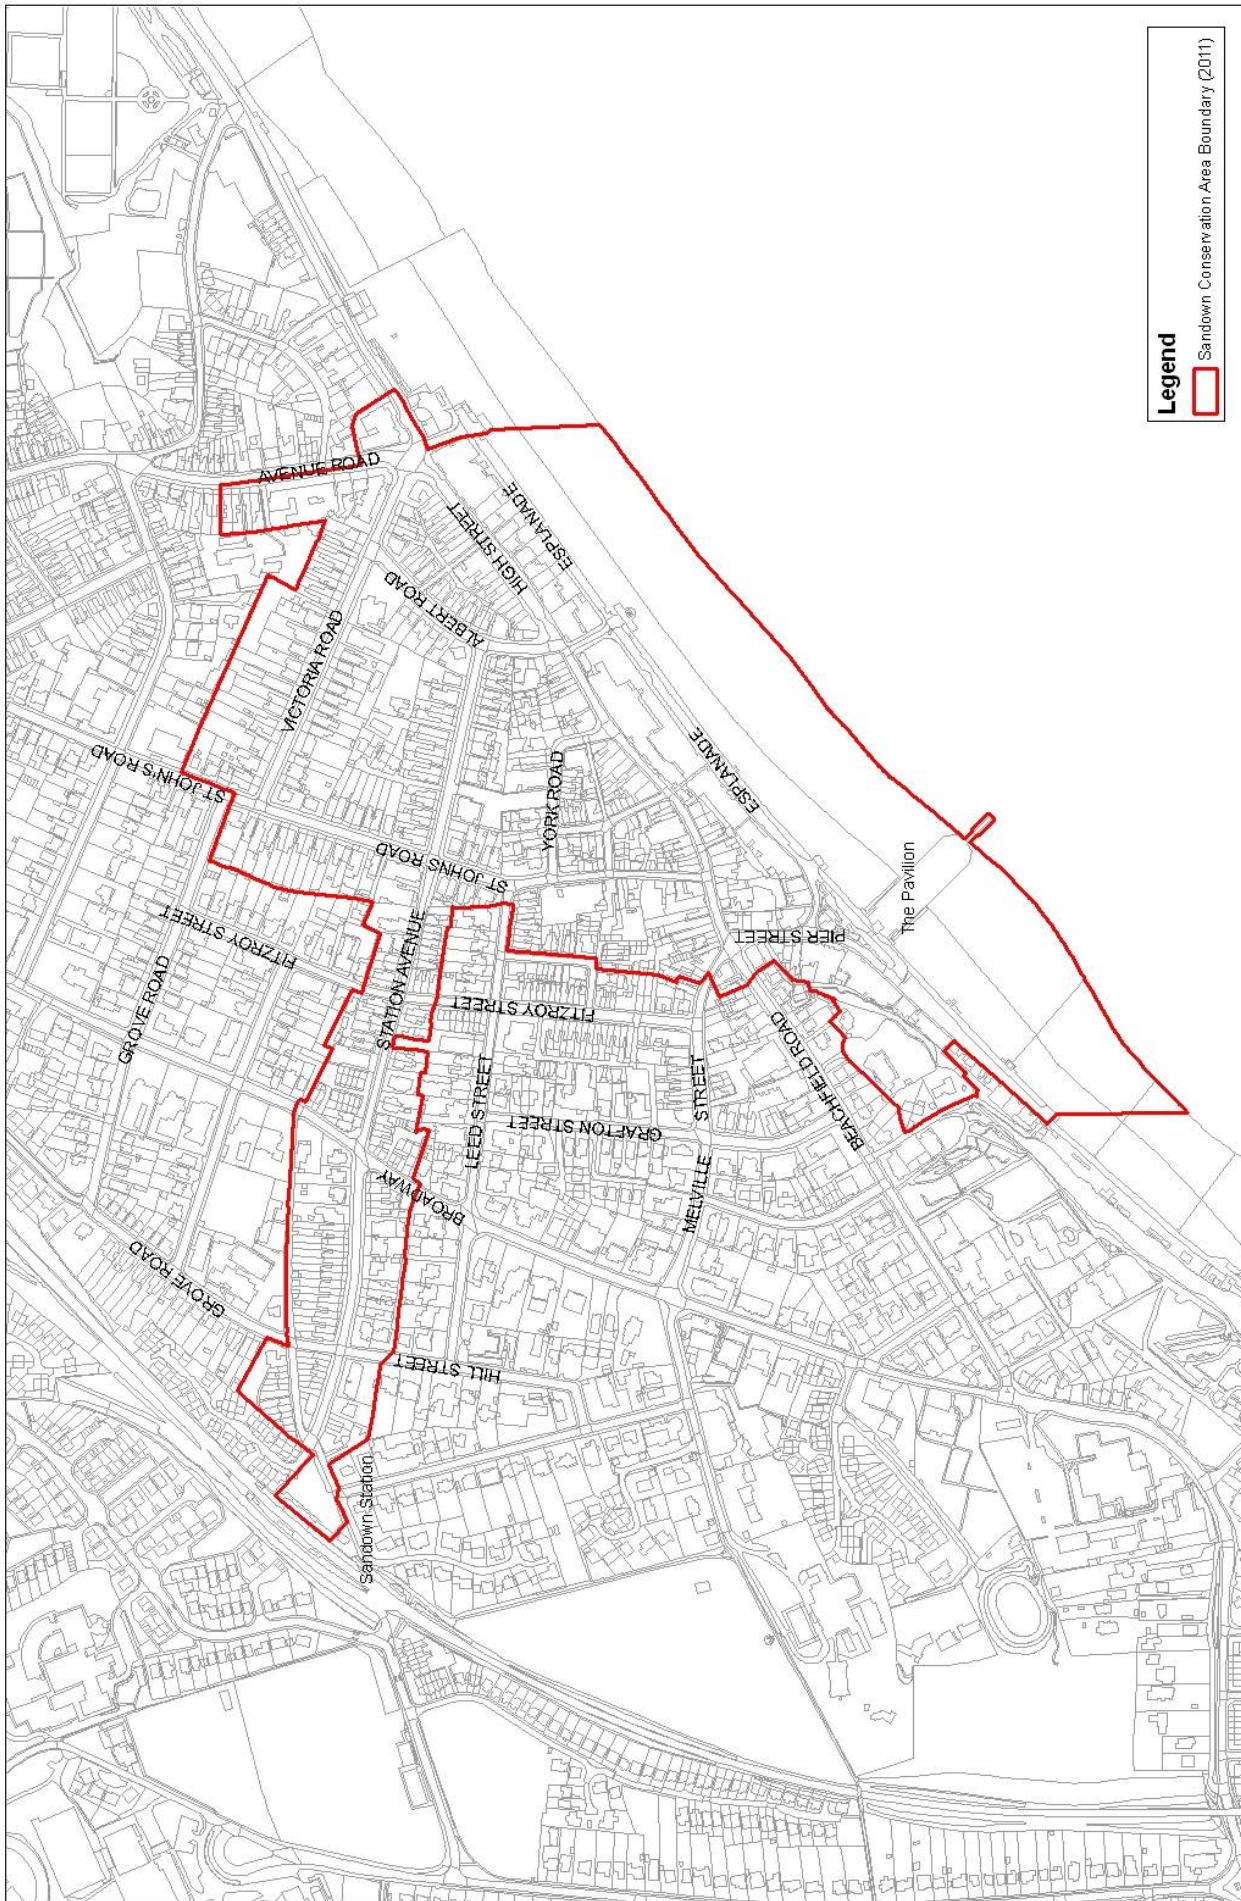 AVENUE ROAD
HIGH STREET
ESPLANADE
ALBERT ROAD
VICTORIA ROAD
ST JOHN'S ROAD
ST JOHNS ROAD
YORK ROAD
ESPLANADE
FITZROY STREET
GROVE ROAD
STATION AVENUE
FITZROY STREET
PIER STREET
The Pavilion
LEED STREET
GRAFTON STREET
MELVILLE STREET
BEACHFIELD ROAD
BROADWAY
GROVE ROAD
HILL STREET
Sandown Station
Legend
Sandown Conservation Area Boundary (2011)